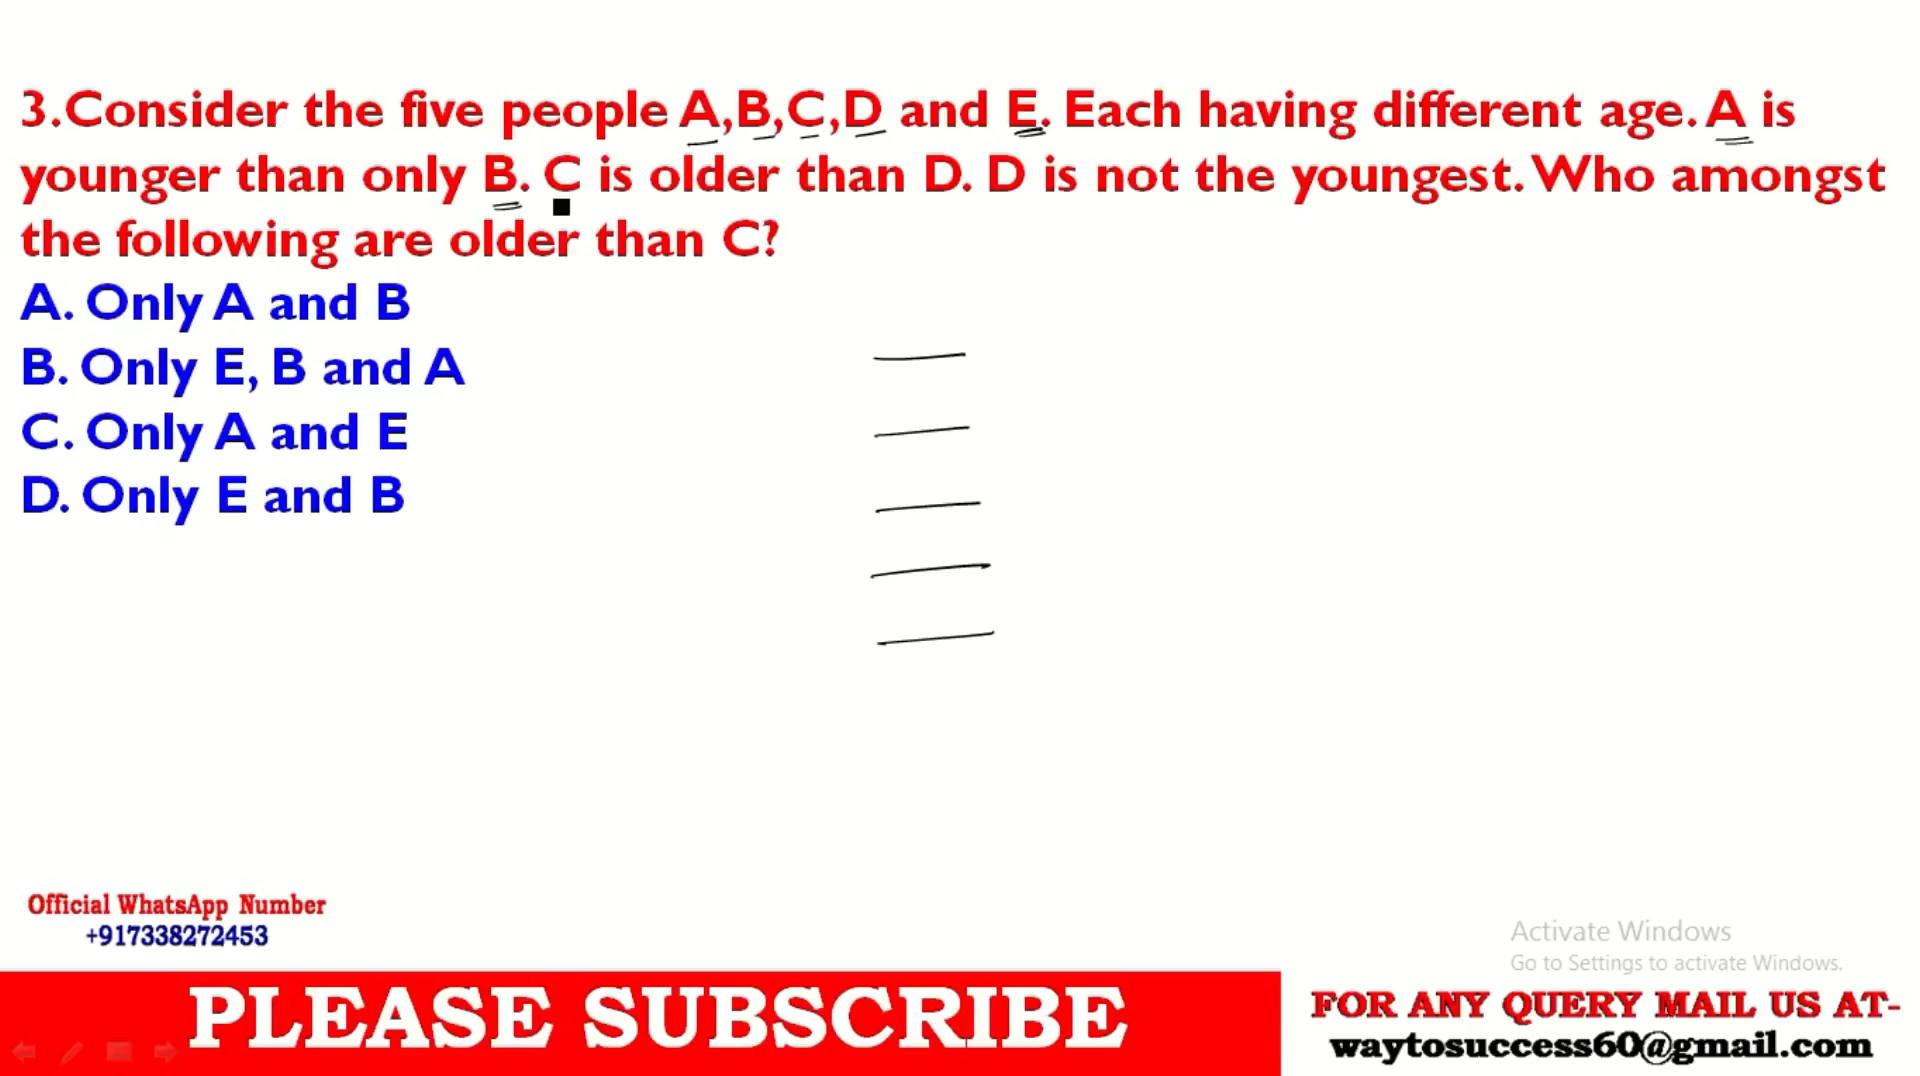 3.Consider the five people A,B,C,D and E. Each having different age. A is
younger than only B. C is older than D. D is not the youngest. Who amongst
the following are older than C?
A. Only A and B
B. Only E, B and A
C. Only A and E
D. Only E and B
Official WhatsApp Number
+917338272453
Activate Windows
Go to Settings to activate Windows.
PLEASE SUBSCRIBE
FOR ANY QUERY MAIL US AT-
waytosuccess60@gmail.com